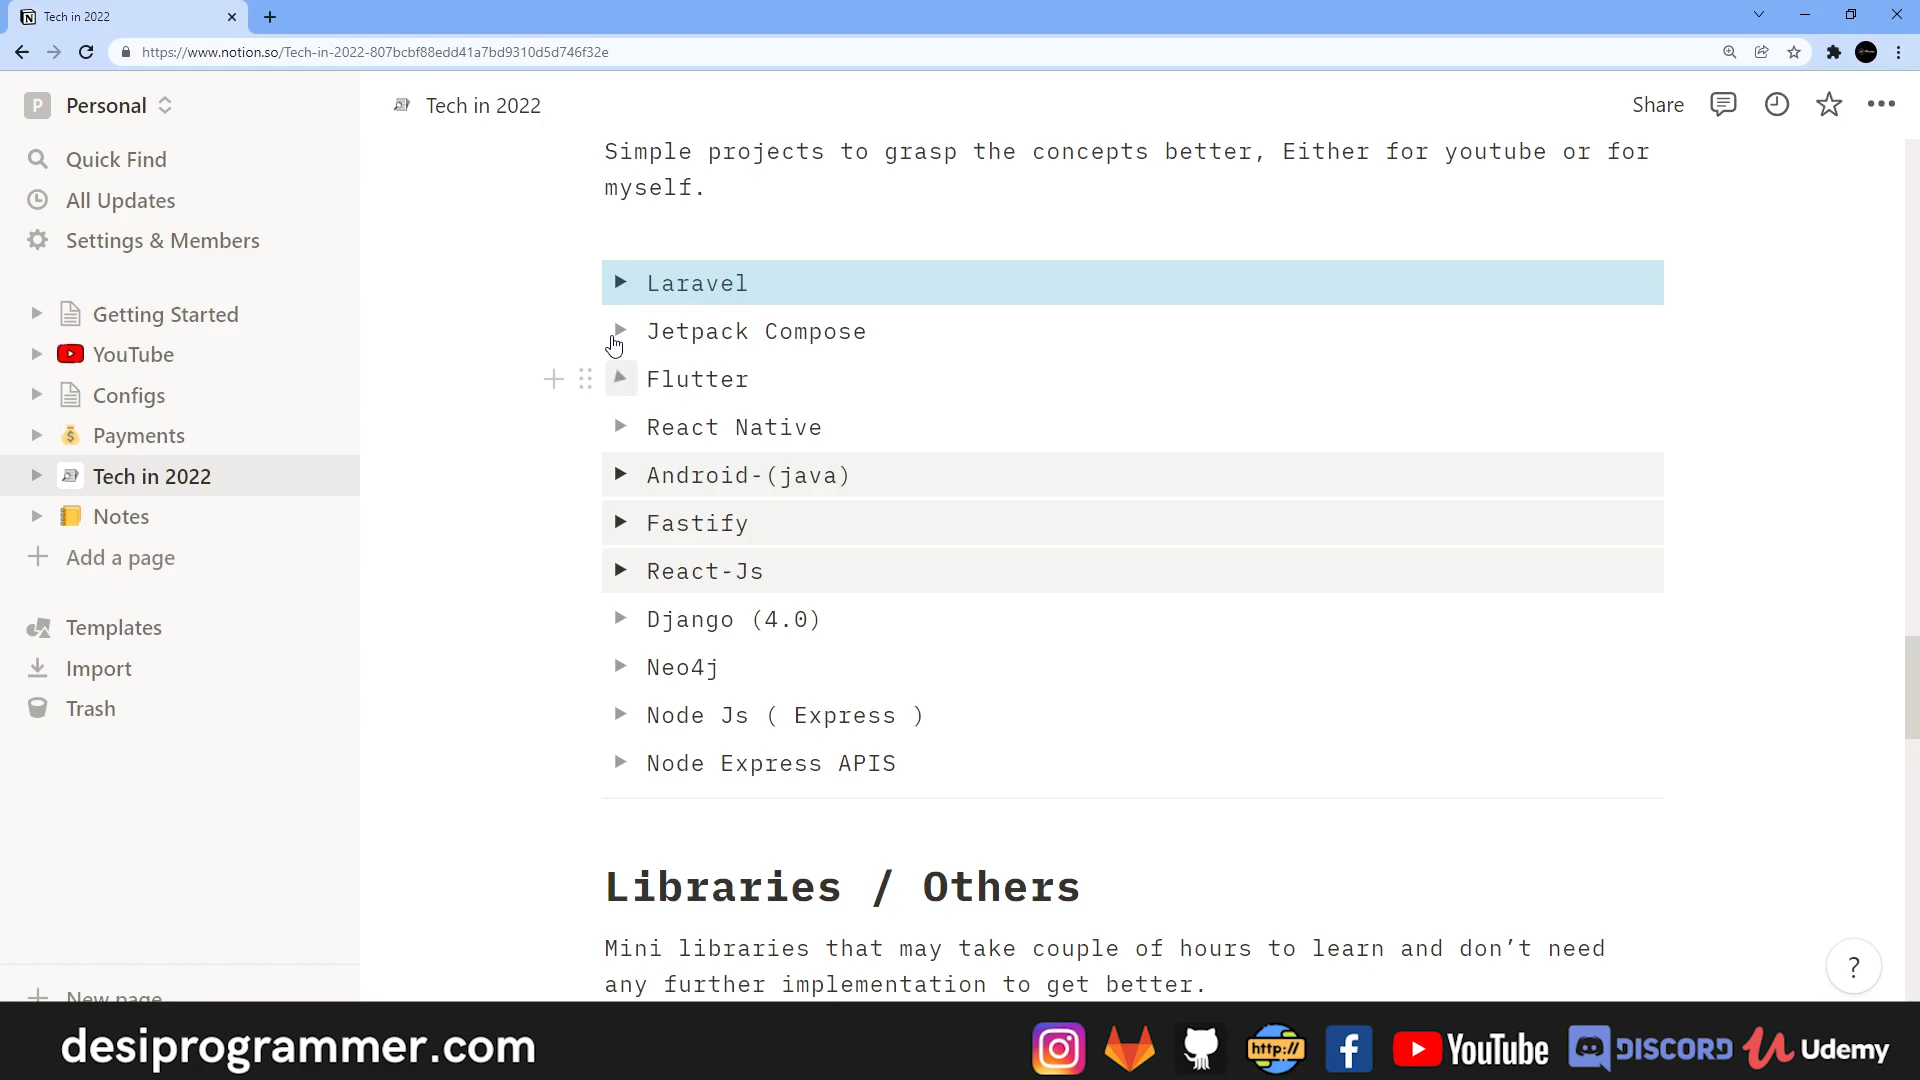 Tech in 2022
https://www.notion.so/Tech-in-2022-807bcbf88edd41a7bd9310d5d746f32e
P Personal
Tech in 2022
Share
Quick Find
All Updates
Settings & Members
Getting Started
YouTube
Configs
Payments
Tech in 2022
Notes
Add a page
Templates
Import
Trash
New page
Simple projects to grasp the concepts better, Either for youtube or for
myself.
Laravel
Jetpack Compose
Flutter
React Native
Android-(java)
Fastify
React-Js
Django (4.0)
Neo4j
Node Js ( Express )
Node Express APIS
Libraries / Others
Mini libraries that may take couple of hours to learn and don’t need
any further implementation to get better.
?
desiprogrammer.com
http://
YouTube
DISCORD
Udemy